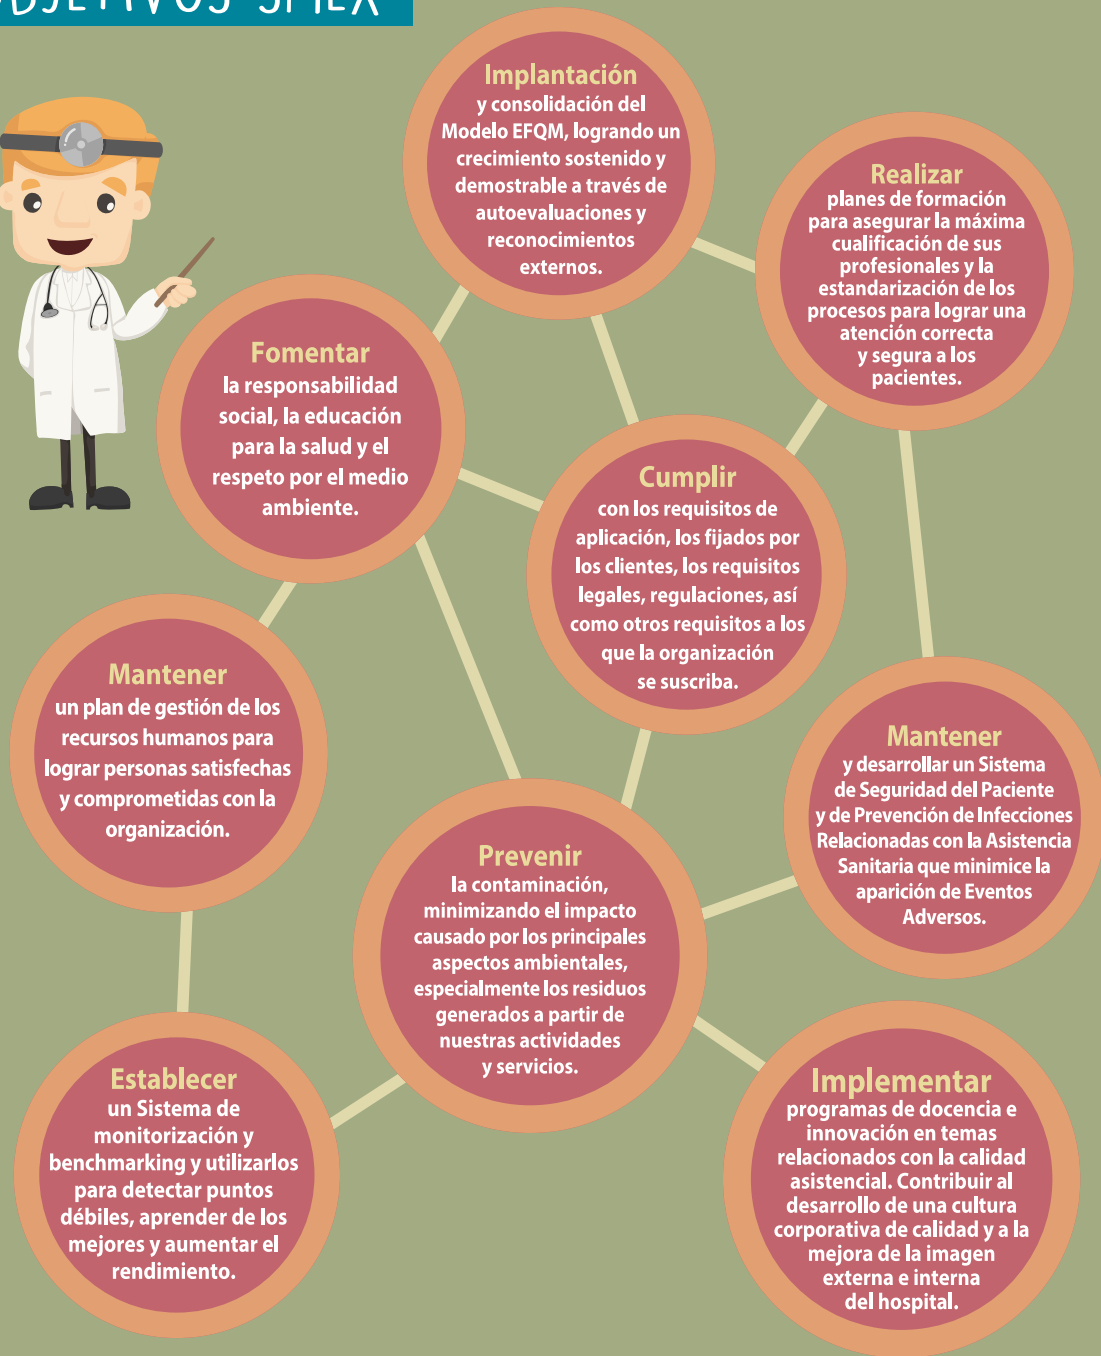 OBJETIVOS
Implantación
y consolidación del
Modelo EFQM, logrando un
crecimiento sostenido y
demostrable a través de
autoevaluaciones y
reconocimientos
externos.
Realizar
planes de formación
para asegurar la máxima
cualificación de sus
profesionales y la
estandarización de los
procesos para lograr una
atención correcta
y segura a los
pacientes.
Fomentar
la responsabilidad
social, la educación
para la salud y el
respeto por el medio
ambiente.
Cumplir
con los requisitos de
aplicación, los fijados por
los clientes, los requisitos
legales, regulaciones, así
como otros requisitos a los
que la organización
se suscriba.
Mantener
un plan de gestión de los
recursos humanos para
lograr personas satisfechas
y comprometidas con la
organización.
Mantener
y desarrollar un Sistema
de Seguridad del Paciente
y de Prevención de Infecciones
Relacionadas con la Asistencia
Sanitaria que minimice la
aparición de Eventos
Adversos.
Prevenir
la contaminación,
minimizando el impacto
causado por los principales
aspectos ambientales,
especialmente los residuos
generados a partir de
nuestras actividades
y servicios.
Establecer
un Sistema de
monitorización y
benchmarking y utilizarlos
para detectar puntos
débiles, aprender de los
mejores y aumentar el
rendimiento.
Implementar
programas de docencia e
innovación en temas
relacionados con la calidad
asistencial. Contribuir al
desarrollo de una cultura
corporativa de calidad y a la
mejora de la imagen
externa e interna
del hospital.